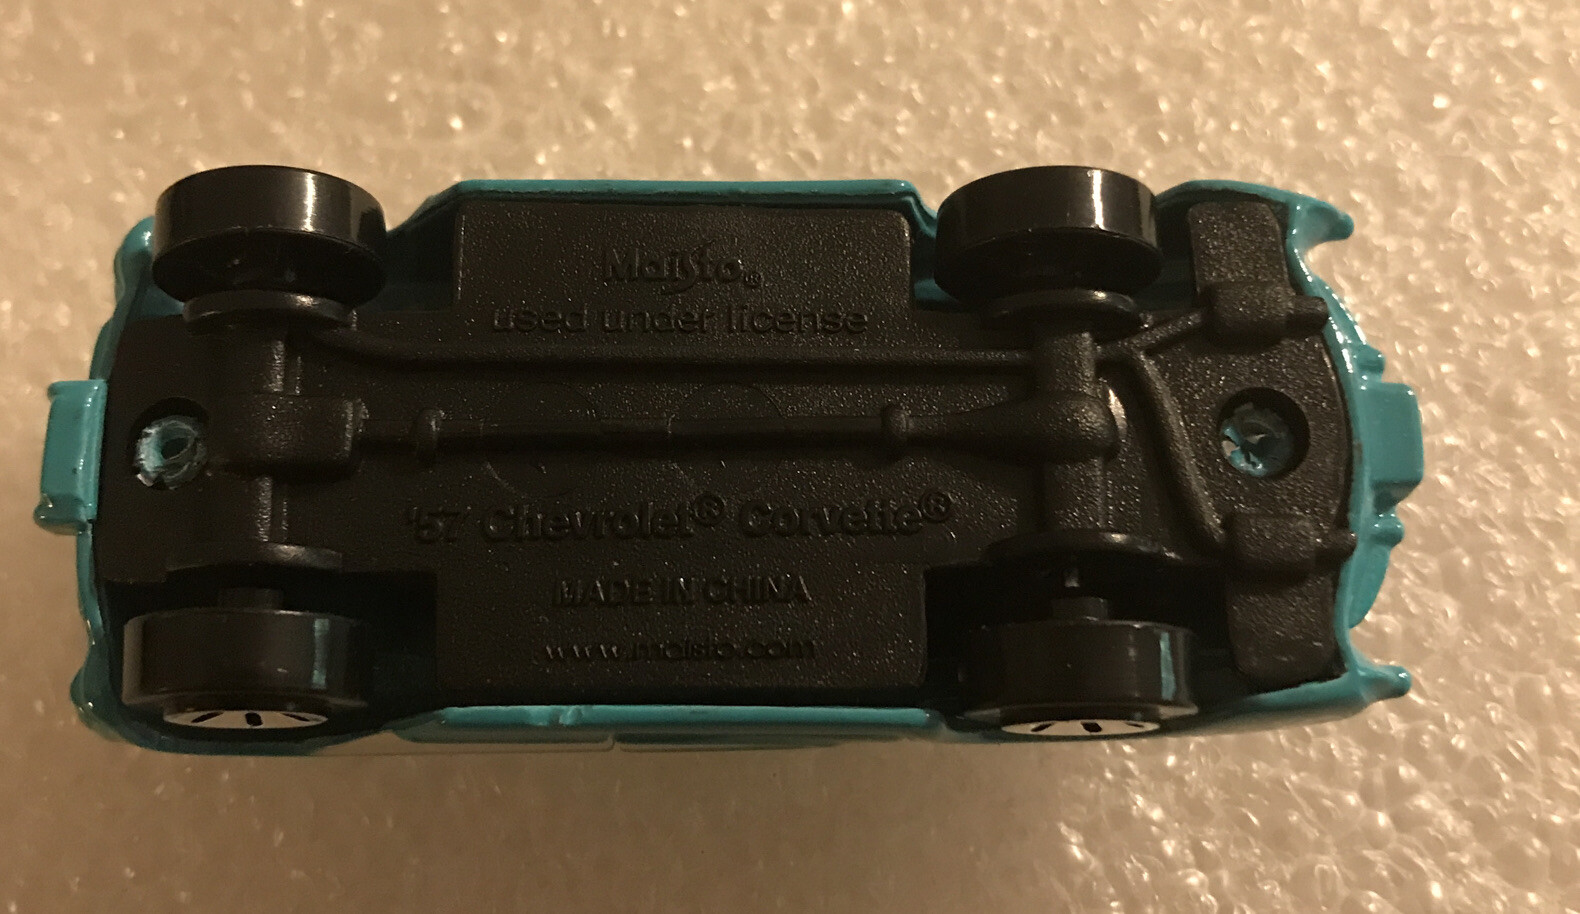 Maisto®
used under license
'57 Chevrolet® Corvette®
MADE IN CHINA
www.maisto.com